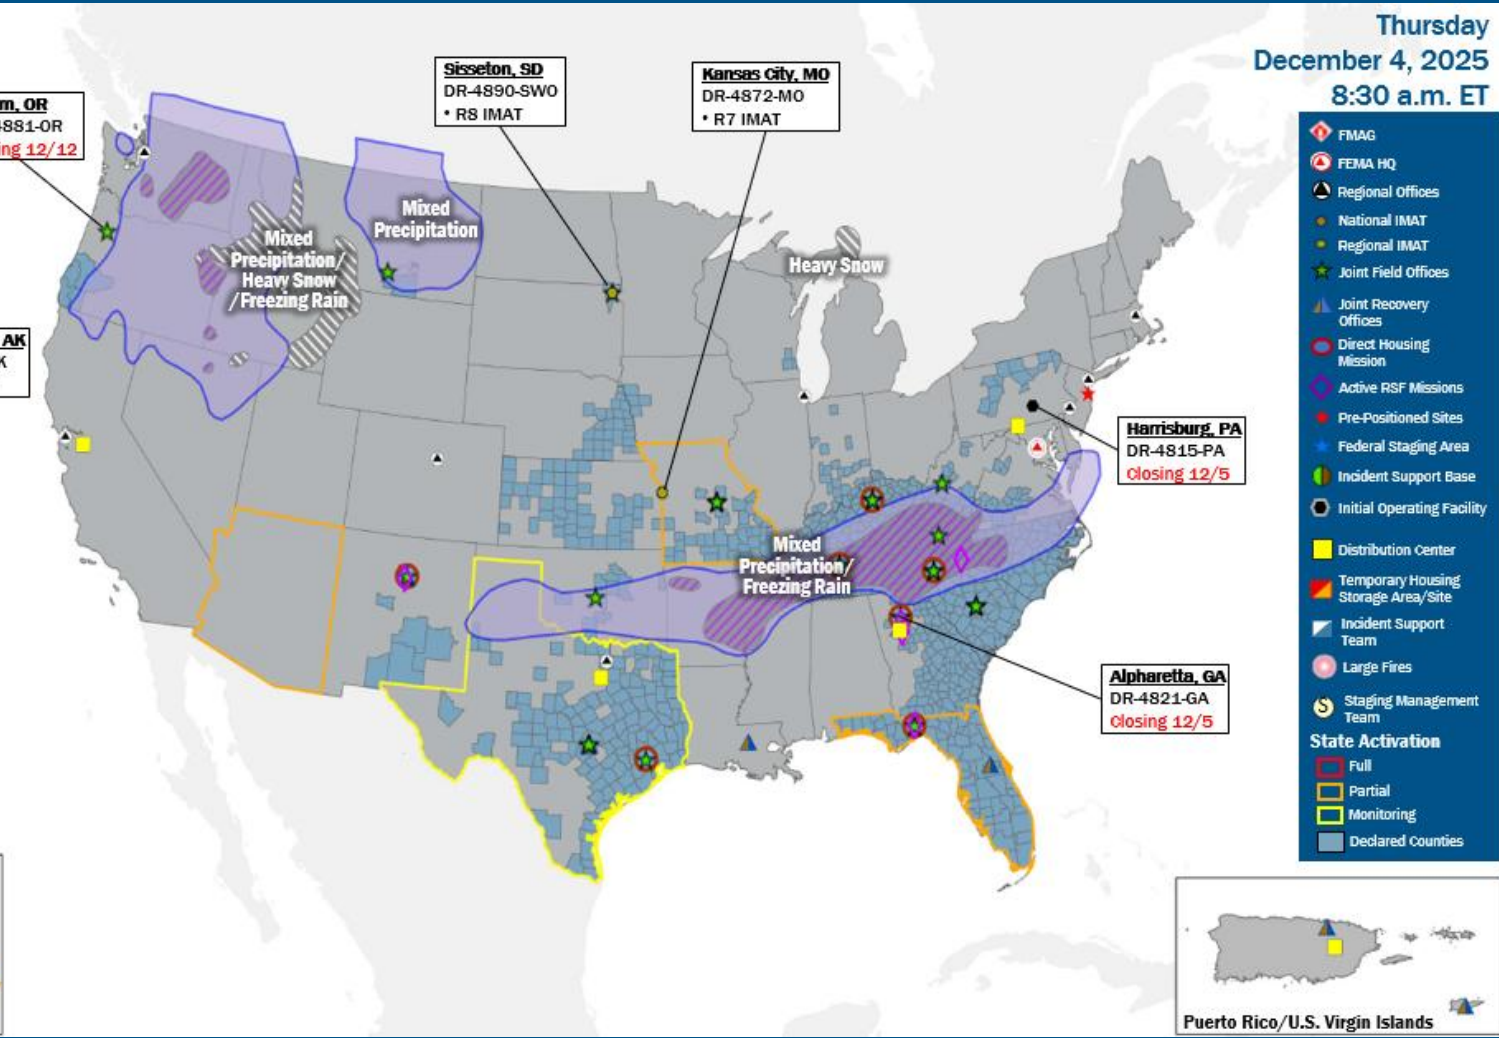 Thursday
December 4, 2025
8:30 a.m. ET
m, OR
4881-OR
ing 12/12
Sisseton, SD
DR-4890-SWO
• R8 IMAT
Kansas City, MO
DR-4872-MO
• R7 IMAT
AK
K
Mixed
Precipitation
Mixed
Precipitation/
Heavy Snow
/Freezing Rain
Heavy Snow
Mixed
Precipitation/
Freezing Rain
Harrisburg, PA
DR-4815-PA
Closing 12/5
Alpharetta, GA
DR-4821-GA
Closing 12/5
FMAG
FEMA HQ
Regional Offices
National IMAT
Regional IMAT
Joint Field Offices
Joint Recovery
Offices
Direct Housing
Mission
Active RSF Missions
Pre-Positioned Sites
Federal Staging Area
Incident Support Base
Initial Operating Facility
Distribution Center
Temporary Housing
Storage Area/Site
Incident Support
Team
Large Fires
S
Staging Management
Team
State Activation
Full
Partial
Monitoring
Declared Counties
Puerto Rico/U.S. Virgin Islands